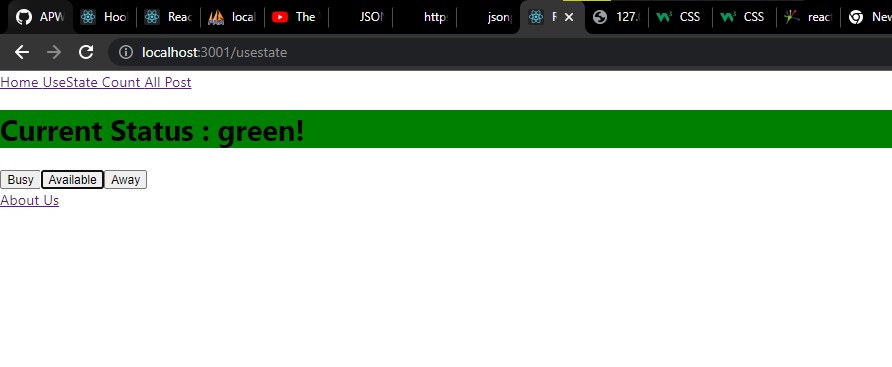 APW Hool Reac local The JSON http: json F 127. CSS CSS reac New
localhost:3001/usestate
Home UseState Count All Post
Current Status : green!
Busy Available Away
About Us